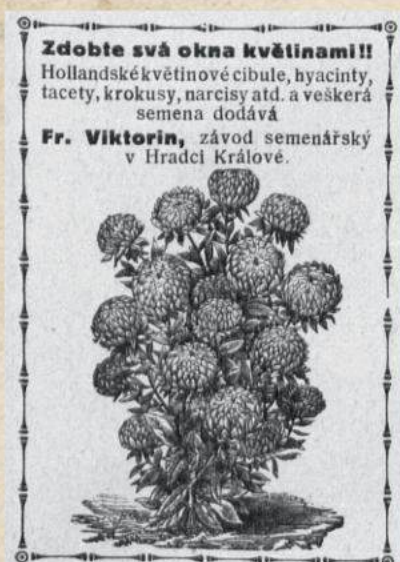 Zdobte svá okna květinami!!
Hollandské květinové cibule, hyacinty,
tacety, krokusy, narcisy atd. a veškerá
semena dodává
Fr. Viktorin, závod semenářský
v Hradci Králové.